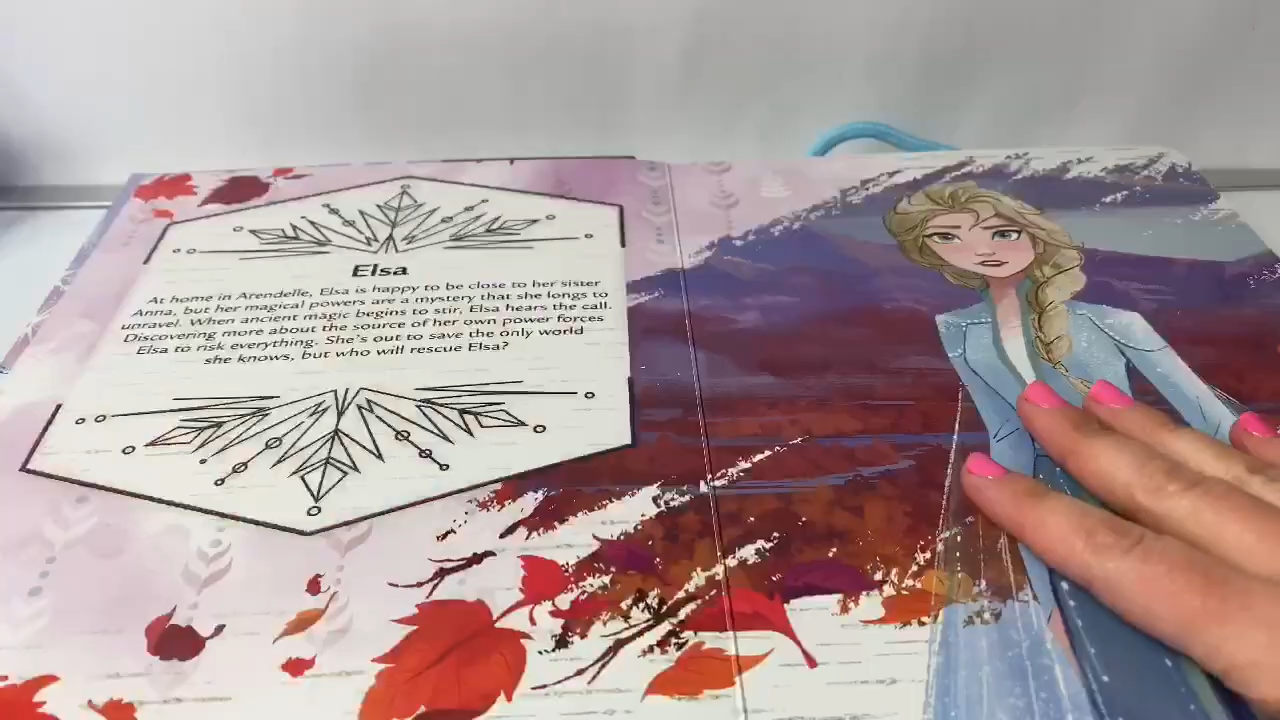 Elsa
At home in Arendelle, Elsa is happy to be close to her sister
Anna, but her magical powers are a mystery that she longs to
unravel. When ancient magic begins to stir, Elsa hears the call.
Discovering more about the source of her own power forces
Elsa to risk everything. She's out to save the only world
she knows, but who will rescue Elsa?